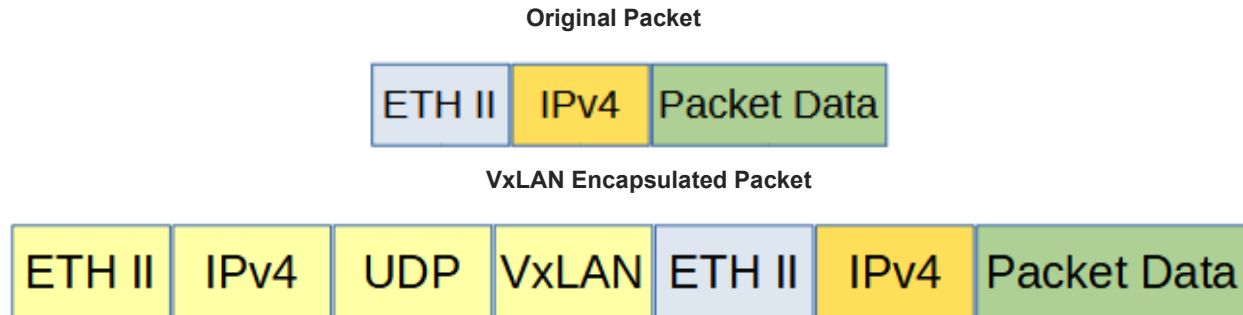 Original Packet
ETH II IPv4 Packet Data
VxLAN Encapsulated Packet
ETH II IPv4 UDP VxLAN ETH II IPv4 Packet Data